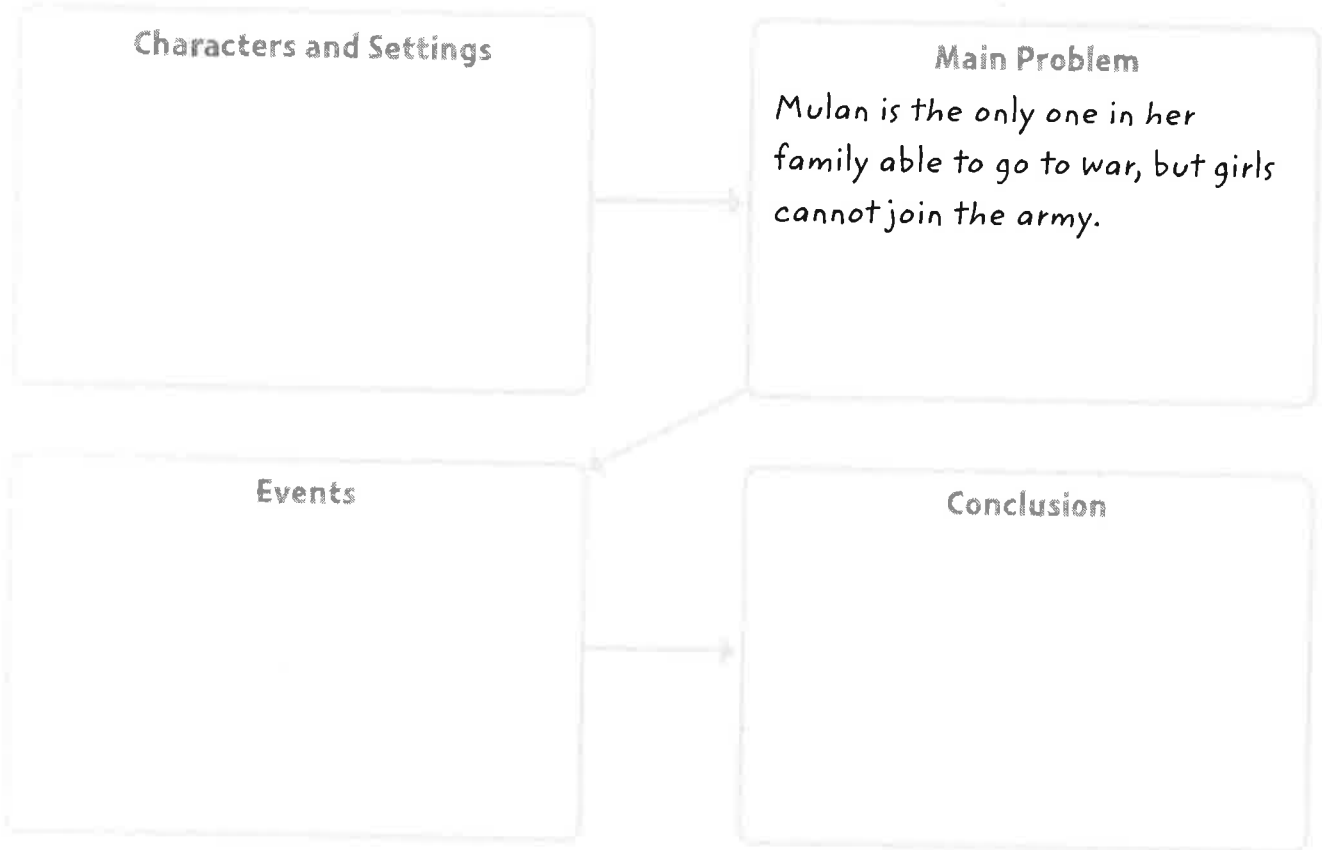 Characters and Settings
Main Problem
Mulan is the only one in her
family able to go to war, but girls
cannot join the army.
Events
Conclusion